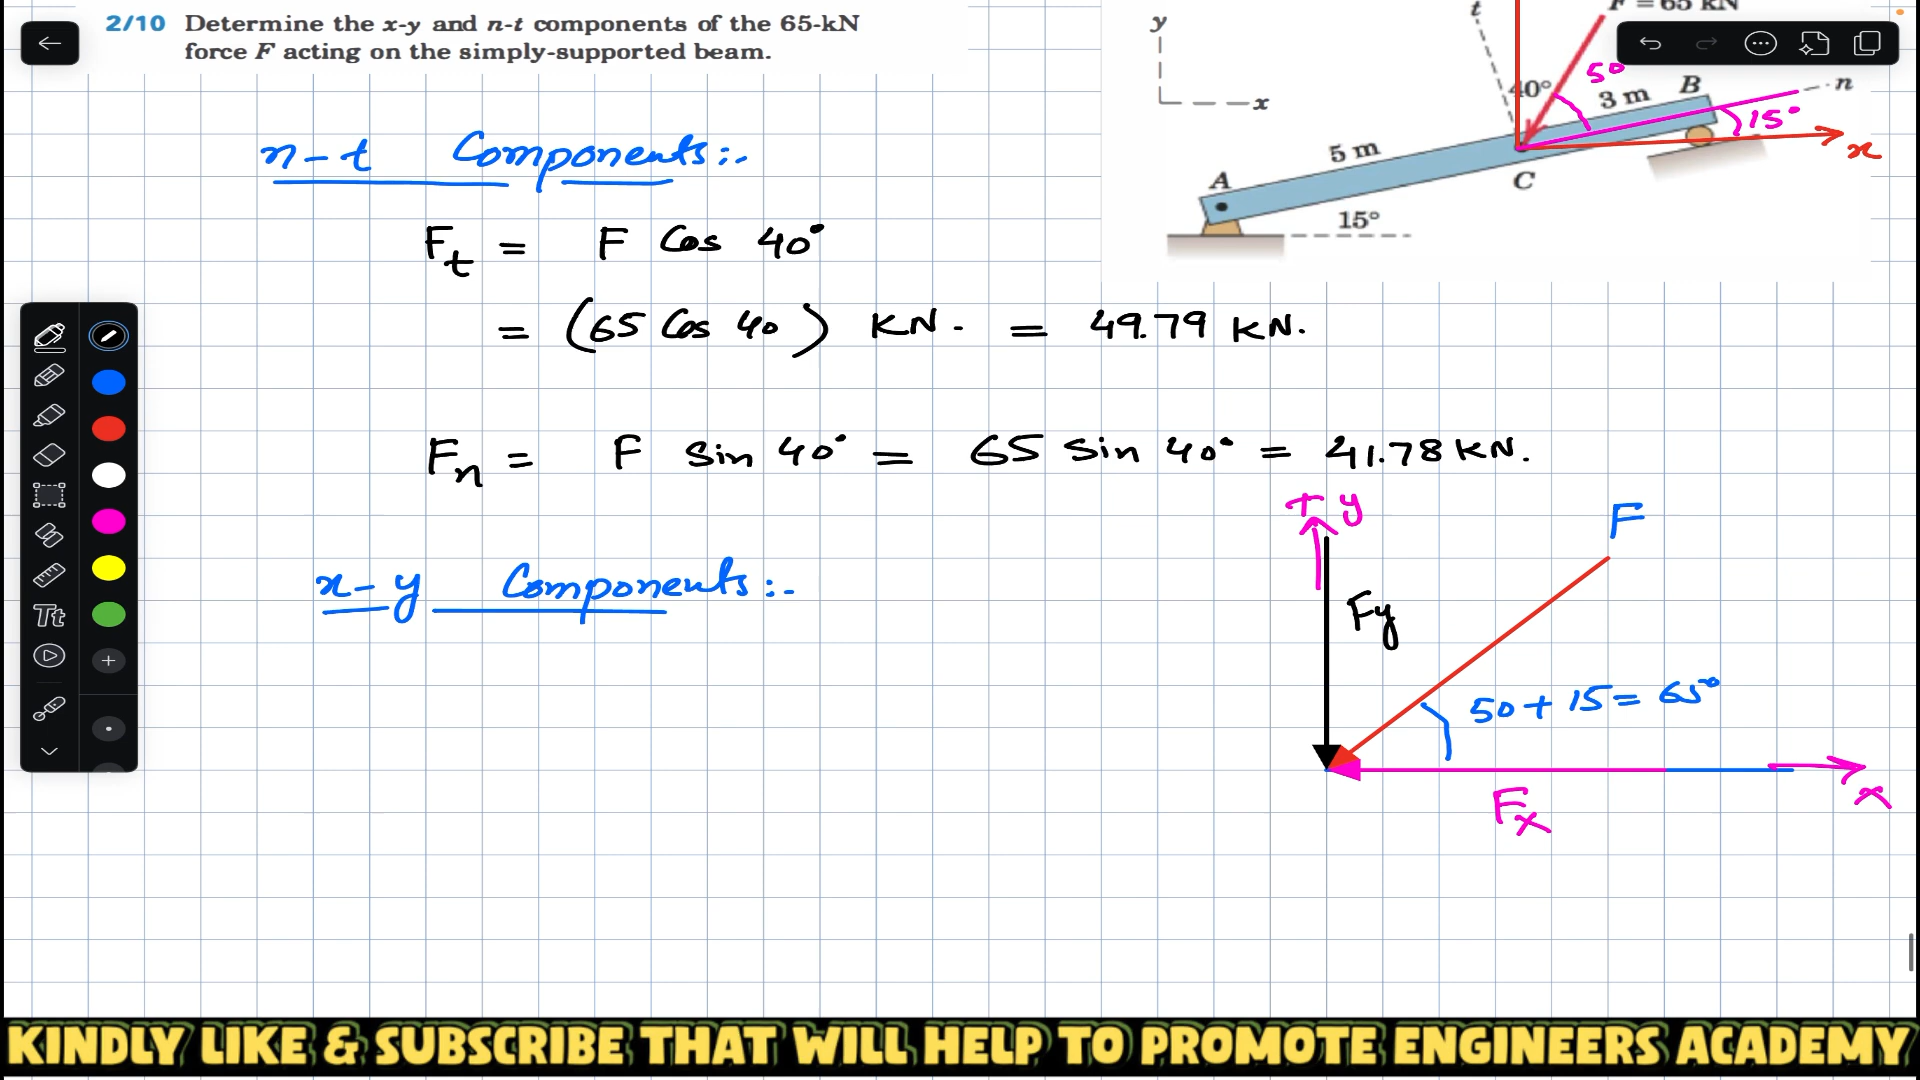 2/10 Determine the x-y and n-t components of the 65-kN
force F acting on the simply-supported beam.
y
x
t
F = 65 kN
40°
50
3 m
B
n
15°
x
5 m
A
C
15°
n-t Components:-
Ft = F Cos 40°
= (65 Cos 40) KN. = 49.79 KN.
Fn = F Sin 40° = 65 Sin 40° = 41.78 KN.
x-y Components:-
+ y
F
Fy
50 + 15 = 65°
Fx
x
Tt
KINDLY LIKE & SUBSCRIBE THAT WILL HELP TO PROMOTE ENGINEERS ACADEMY